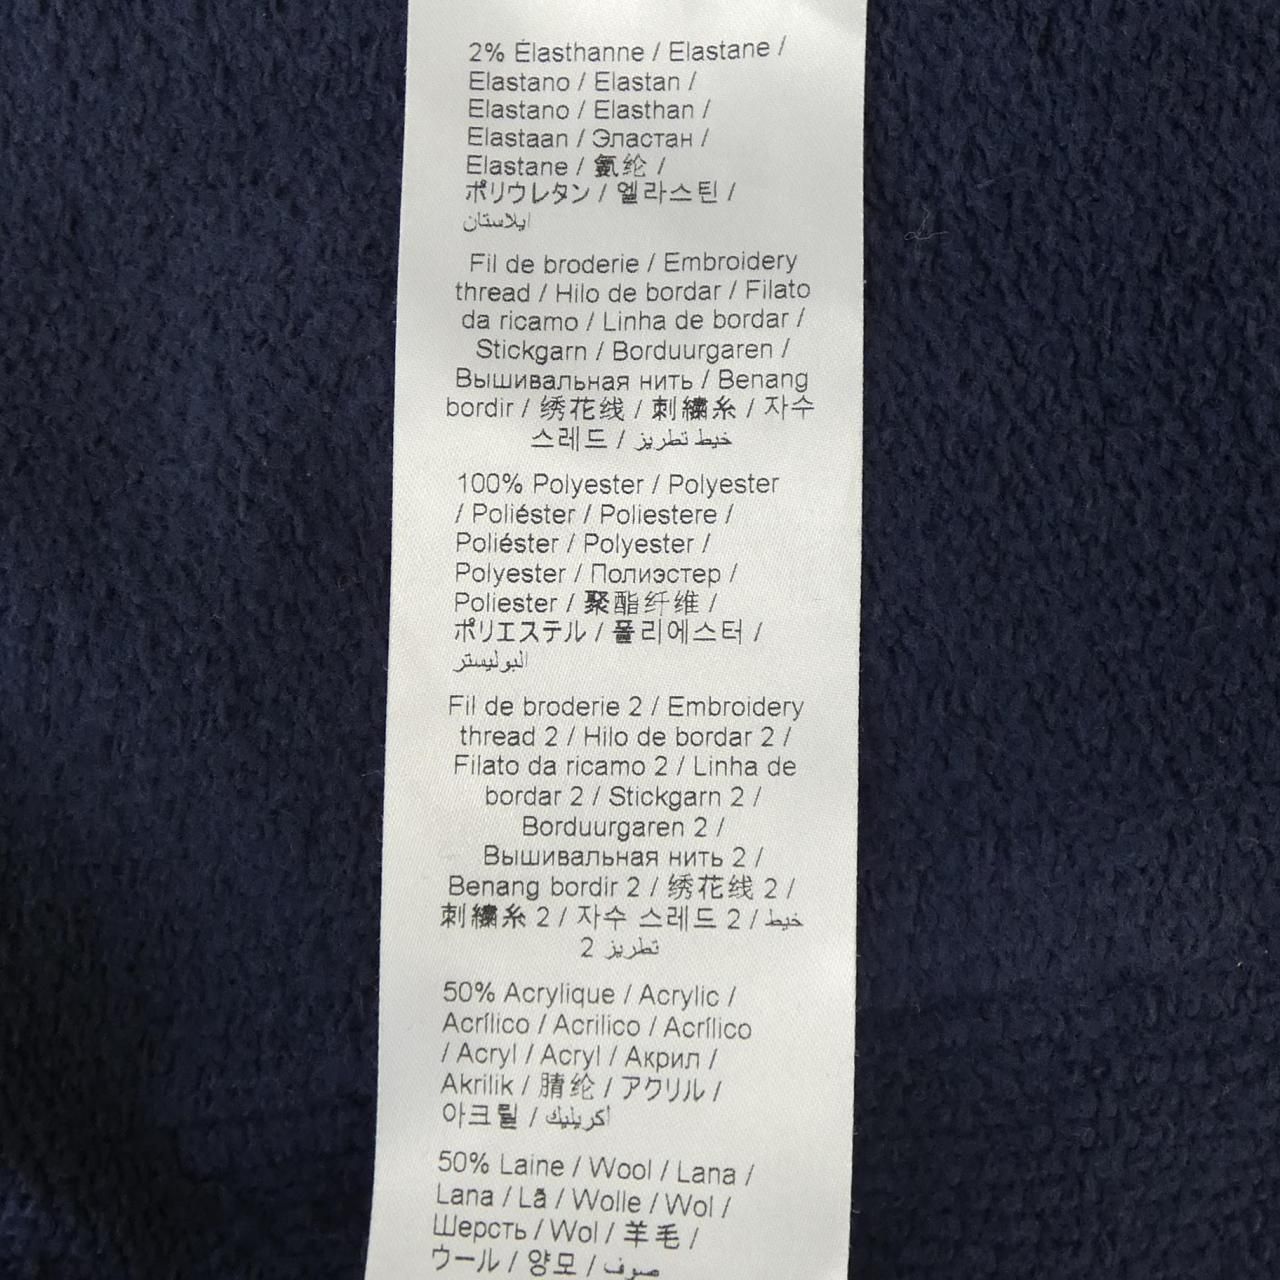 2% Élasthanne / Elastane /
Elastano / Elastan /
Elastano / Elasthan /
Elastaan / Эластан /
Elastane / 氨纶 /
ポリウレタン / 엘라스틴 /
ايلاستان
Fil de broderie / Embroidery
thread / Hilo de bordar / Filato
da ricamo / Linha de bordar /
Stickgarn / Borduurgaren /
Вышивальная нить / Benang
bordir / 绣花线 / 刺繍糸 / 자수
스레드 / خيط تطريز
100% Polyester / Polyester
/ Poliéster / Poliestere /
Poliéster / Polyester /
Polyester / Полиэстер /
Poliester / 聚酯纤维 /
ポリエステル / 폴리에스터 /
البوليستر
Fil de broderie 2 / Embroidery
thread 2 / Hilo de bordar 2 /
Filato da ricamo 2 / Linha de
bordar 2 / Stickgarn 2 /
Borduurgaren 2 /
Вышивальная нить 2 /
Benang bordir 2 / 绣花线 2 /
刺繍糸 2 / 자수 스레드 2 / خيط
تطريز 2
50% Acrylique / Acrylic /
Acrílico / Acrilico / Acrílico
/ Acryl / Acryl / Акрил /
Akrilik / 腈纶 / アクリル /
아크릴 / أكريليك
50% Laine / Wool / Lana /
Lana / Lã / Wolle / Wol /
Шерсть / Wol / 羊毛 /
ウール / 양모 / صوف